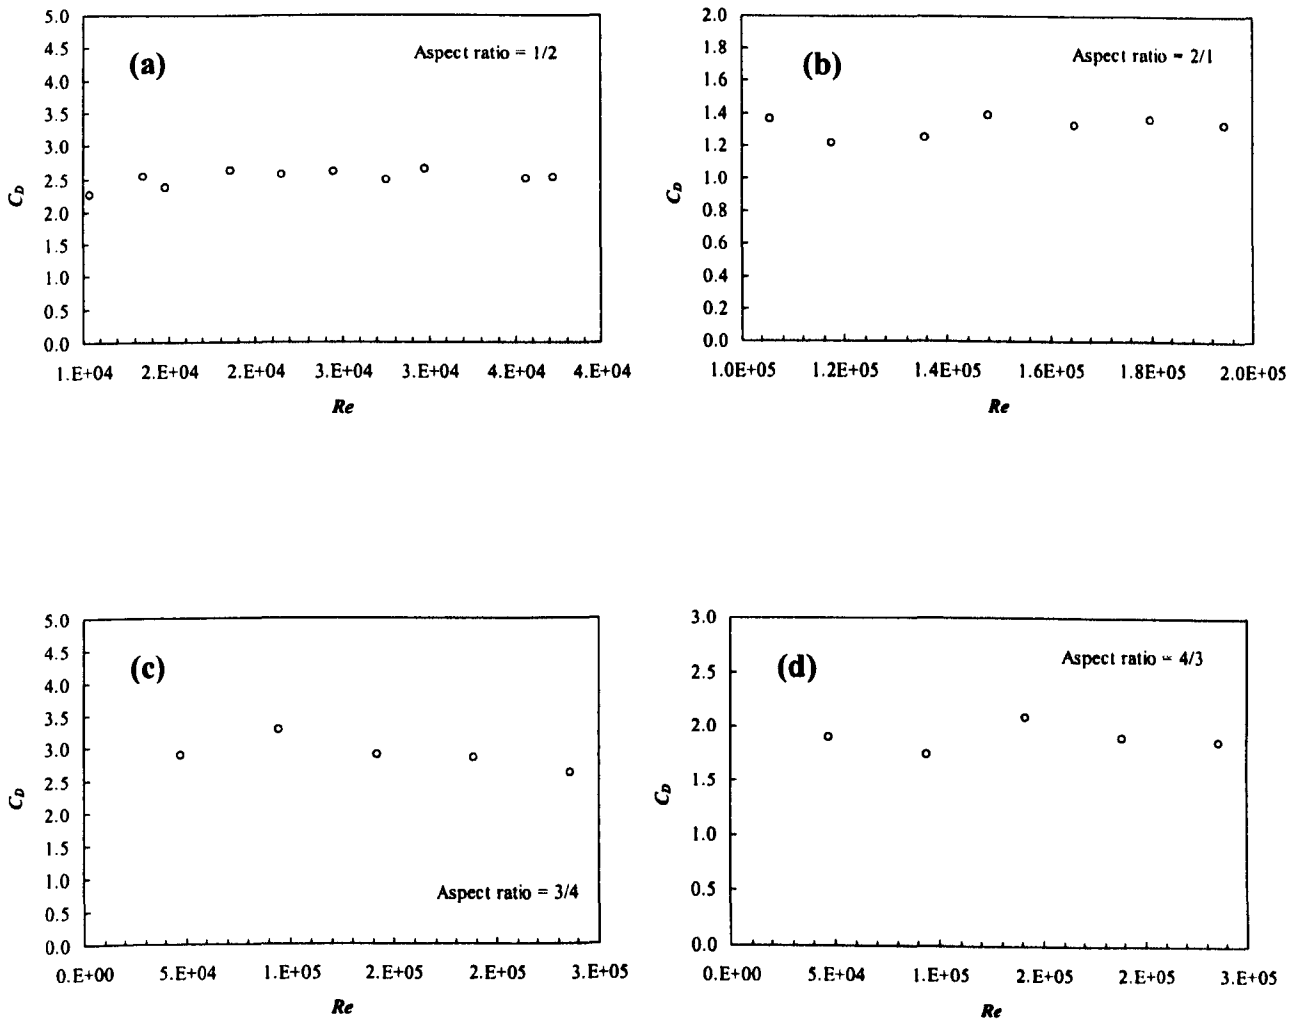 (a)
Aspect ratio = 1/2
5.0
4.5
4.0
3.5
3.0
2.5
2.0
1.5
1.0
0.5
0.0
C_D
1.E+04 2.E+04 2.E+04 3.E+04 3.E+04 4.E+04 4.E+04
Re
(b)
Aspect ratio = 2/1
2.0
1.8
1.6
1.4
1.2
1.0
0.8
0.6
0.4
0.2
0.0
C_D
1.0E+05 1.2E+05 1.4E+05 1.6E+05 1.8E+05 2.0E+05
Re
(c)
5.0
4.5
4.0
3.5
3.0
2.5
2.0
1.5
1.0
0.5
0.0
C_D
Aspect ratio = 3/4
0.E+00 5.E+04 1.E+05 2.E+05 2.E+05 3.E+05
Re
(d)
Aspect ratio = 4/3
3.0
2.5
2.0
1.5
1.0
0.5
0.0
C_D
0.E+00 5.E+04 1.E+05 2.E+05 2.E+05 3.E+05
Re